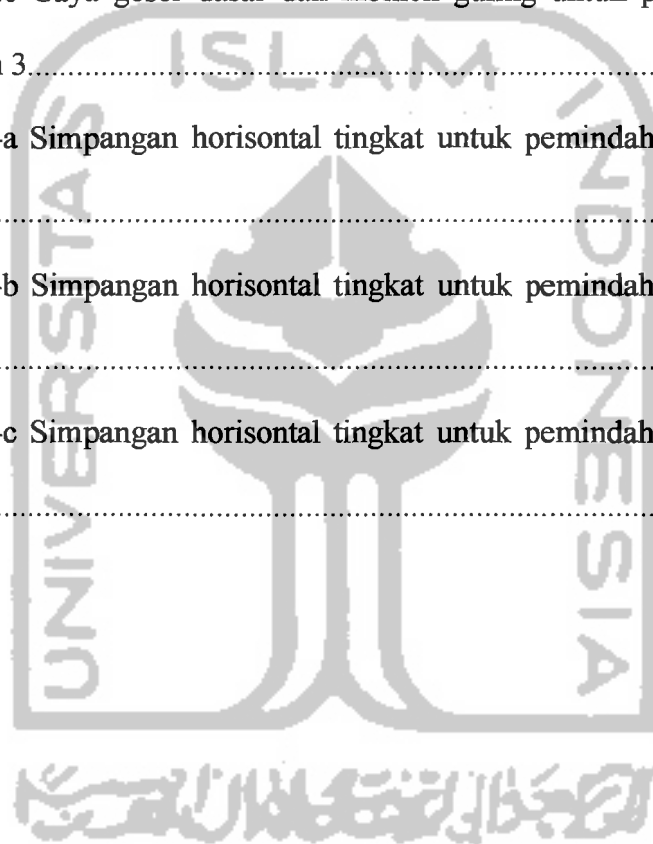 Gaya geser dasar dan momen guling untuk p
3..........................................................................................
ISLAM
-a Simpangan horisontal tingkat untuk pemindah
..........................................................................................
-b Simpangan horisontal tingkat untuk pemindah
..........................................................................................
-c Simpangan horisontal tingkat untuk pemindah
..........................................................................................
UNIVERSITAS
INDONESIA